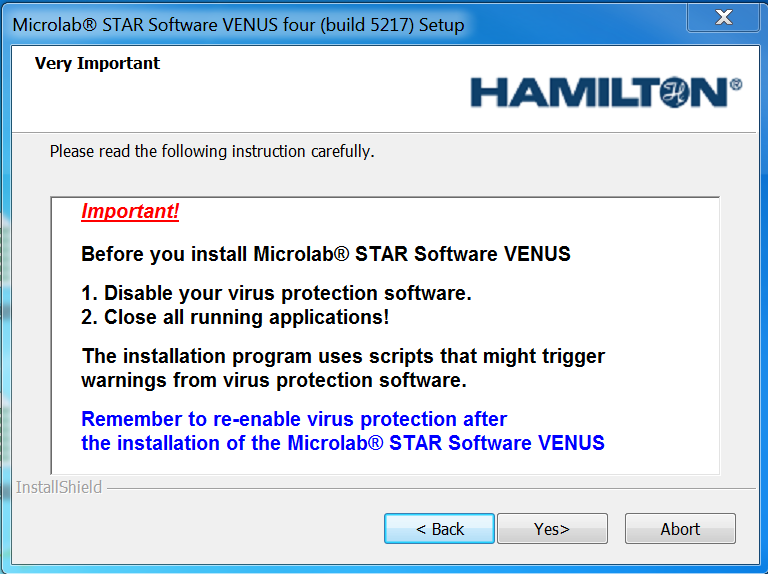 Microlab® STAR Software VENUS four (build 5217) Setup
Very Important
HAMILTON®
Please read the following instruction carefully.
Important!
Before you install Microlab® STAR Software VENUS
1. Disable your virus protection software.
2. Close all running applications!
The installation program uses scripts that might trigger
warnings from virus protection software.
Remember to re-enable virus protection after
the installation of the Microlab® STAR Software VENUS
InstallShield
< Back
Yes>
Abort